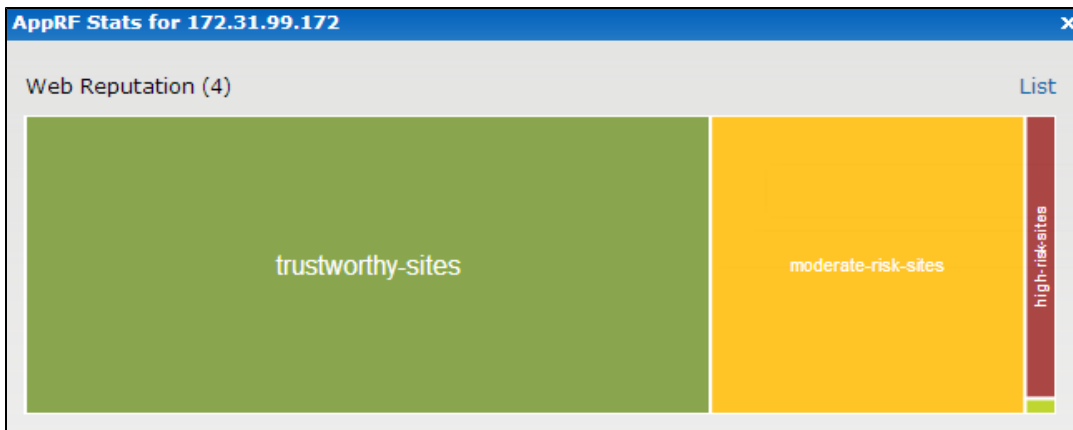 AppRF Stats for 172.31.99.172 x
Web Reputation (4) List
trustworthy-sites
moderate-risk-sites
high-risk-sites